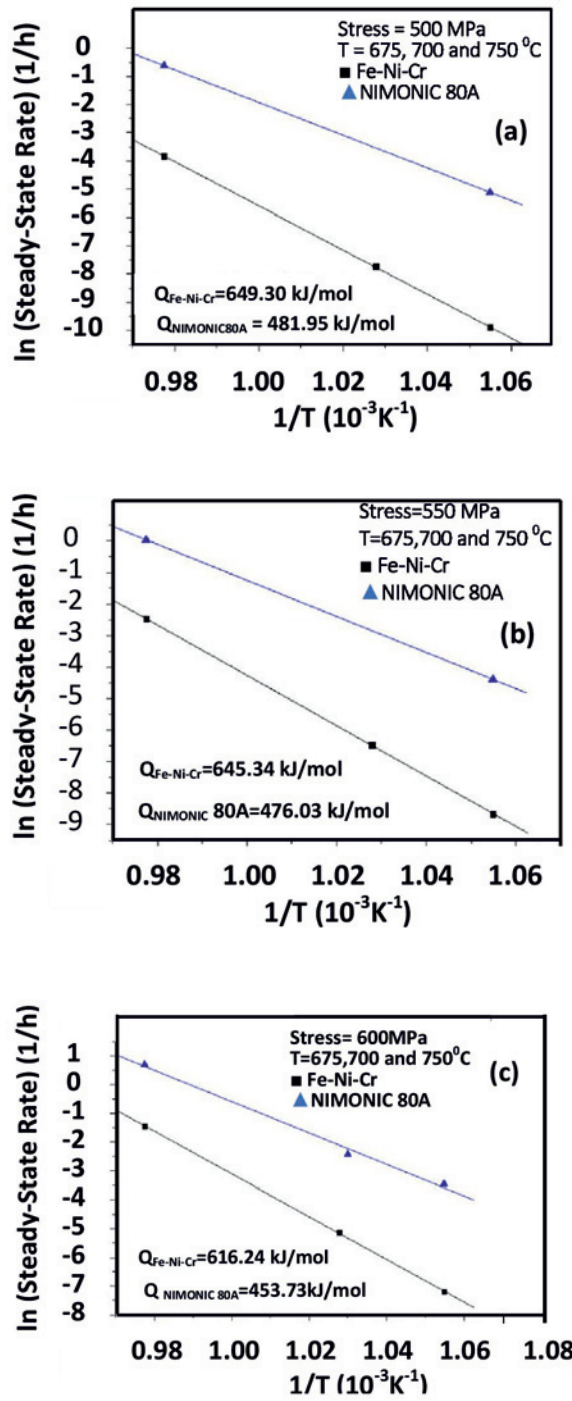 Stress = 500 MPa
T = 675, 700 and 750 ⁰C
■ Fe-Ni-Cr
▲ NIMONIC 80A
(a)
0
-1
-2
-3
-4
-5
-6
-7
-8
-9
-10
ln (Steady-State Rate) (1/h)
Q_Fe-Ni-Cr=649.30 kJ/mol
Q_NIMONIC80A = 481.95 kJ/mol
0.98 1.00 1.02 1.04 1.06
1/T (10⁻³K⁻¹)
Stress=550 MPa
T=675,700 and 750 ⁰C
■ Fe-Ni-Cr
▲ NIMONIC 80A
(b)
0
-1
-2
-3
-4
-5
-6
-7
-8
-9
ln (Steady-State Rate) (1/h)
Q_Fe-Ni-Cr=645.34 kJ/mol
Q_NIMONIC 80A=476.03 kJ/mol
0.98 1.00 1.02 1.04 1.06
1/T (10⁻³K⁻¹)
Stress= 600MPa
T=675,700 and 750⁰C
■ Fe-Ni-Cr
▲ NIMONIC 80A
(c)
1
0
-1
-2
-3
-4
-5
-6
-7
-8
ln (Steady-State Rate) (1/h)
Q_Fe-Ni-Cr=616.24 kJ/mol
Q NIMONIC 80A=453.73kJ/mol
0.98 1.00 1.02 1.04 1.06 1.08
1/T (10⁻³K⁻¹)